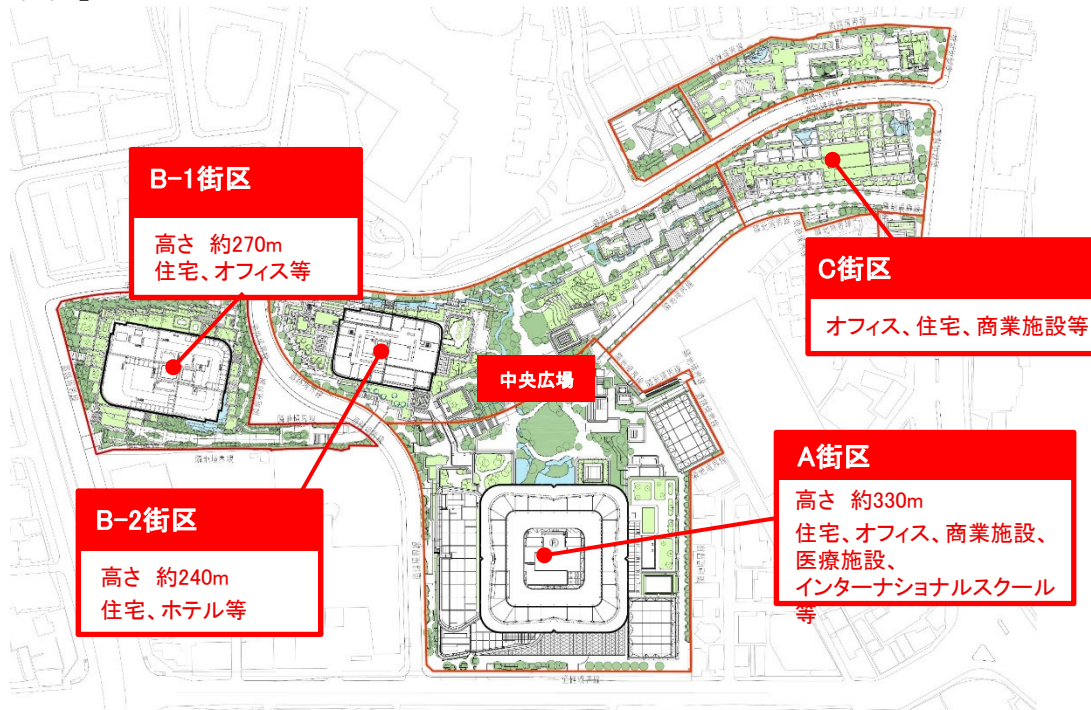 B-1街区
高さ 約270m
住宅、オフィス等
C街区
オフィス、住宅、商業施設等
中央広場
A街区
高さ 約330m
住宅、オフィス、商業施設、
医療施設、
インターナショナルスクール
等
B-2街区
高さ 約240m
住宅、ホテル等